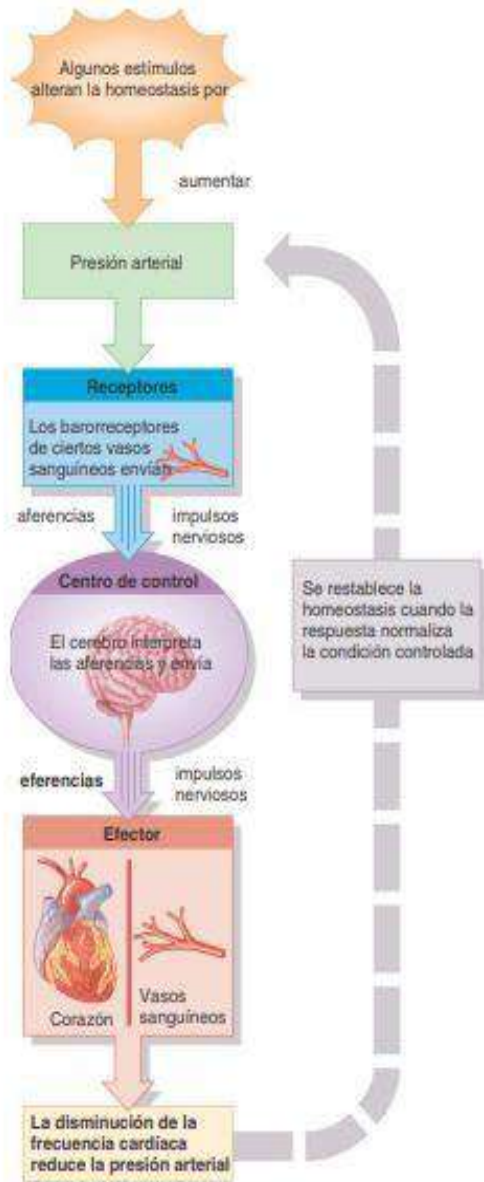 Algunos estímulos
alteran la homeostasis por
aumentar
Presión arterial
Receptores
Los barorreceptores
de ciertos vasos
sanguíneos envían
aferencias
impulsos
nerviosos
Centro de control
El cerebro interpreta
las aferencias y envía
eferencias
impulsos
nerviosos
Efector
Corazón
Vasos
sanguíneos
La disminución de la
frecuencia cardíaca
reduce la presión arterial
Se restablece la
homeostasis cuando la
respuesta normaliza
la condición controlada